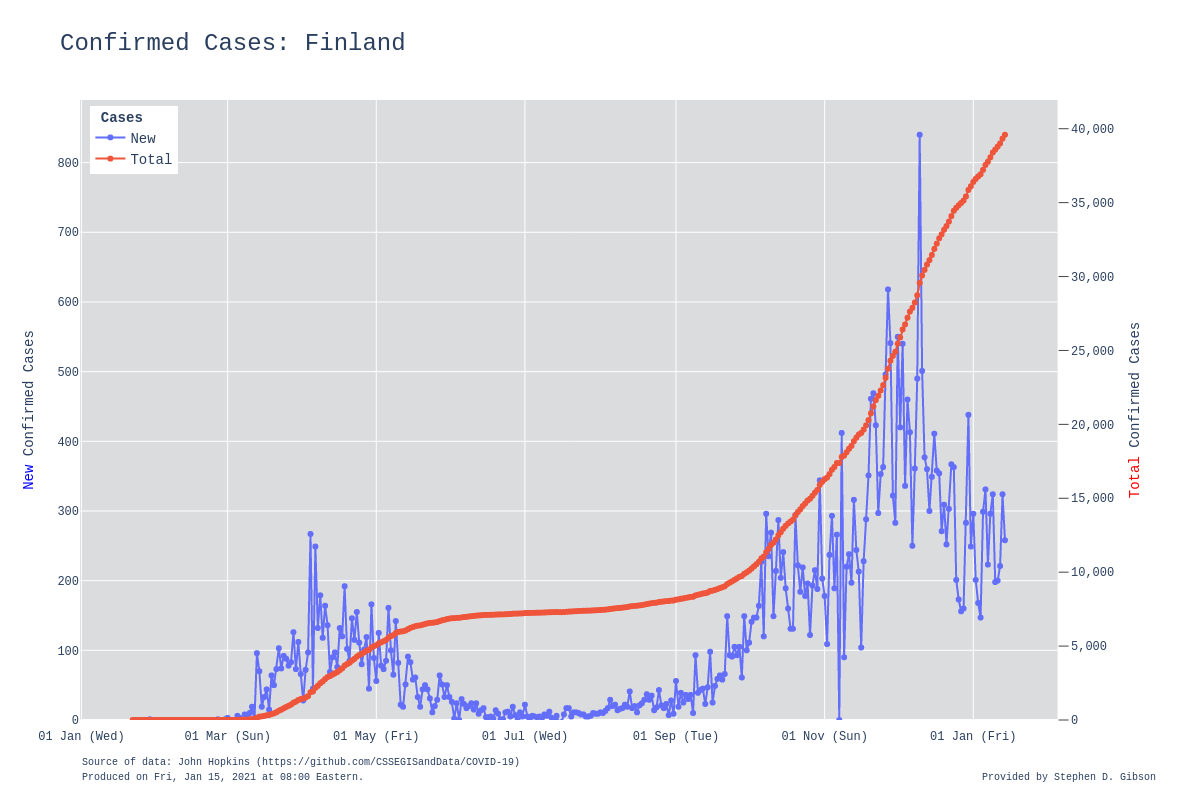 Confirmed Cases: Finland
Cases
New
Total
800
700
600
500
400
300
200
100
0
40,000
35,000
30,000
25,000
20,000
15,000
10,000
5,000
0
New Confirmed Cases
Total Confirmed Cases
01 Jan (Wed) 01 Mar (Sun) 01 May (Fri) 01 Jul (Wed) 01 Sep (Tue) 01 Nov (Sun) 01 Jan (Fri)
Source of data: John Hopkins (https://github.com/CSSEGISandData/COVID-19)
Produced on Fri, Jan 15, 2021 at 08:00 Eastern.
Provided by Stephen D. Gibson